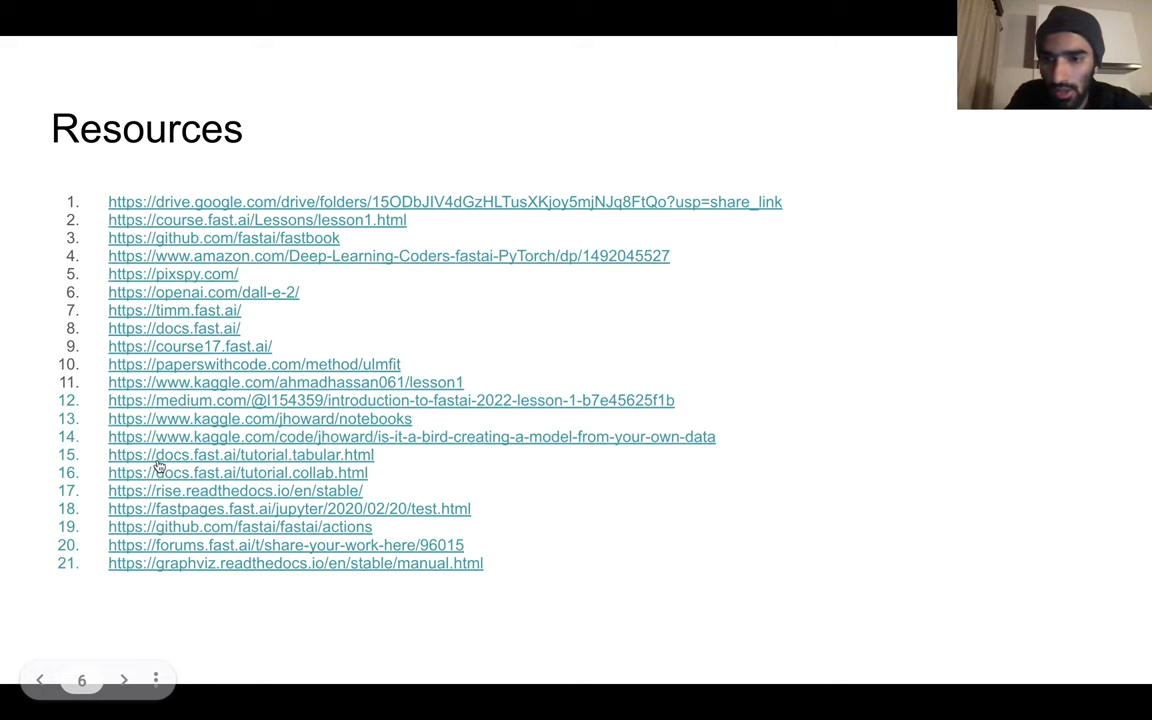 Resources
1. https://drive.google.com/drive/folders/15ODbJIV4dGzHLTusXKjoy5mjNJq8FtQo?usp=share_link
2. https://course.fast.ai/Lessons/lesson1.html
3. https://github.com/fastai/fastbook
4. https://www.amazon.com/Deep-Learning-Coders-fastai-PyTorch/dp/1492045527
5. https://pixspy.com/
6. https://openai.com/dall-e-2/
7. https://timm.fast.ai/
8. https://docs.fast.ai/
9. https://course17.fast.ai/
10. https://paperswithcode.com/method/ulmfit
11. https://www.kaggle.com/ahmadhassan061/lesson1
12. https://medium.com/@l154359/introduction-to-fastai-2022-lesson-1-b7e45625f1b
13. https://www.kaggle.com/jhoward/notebooks
14. https://www.kaggle.com/code/jhoward/is-it-a-bird-creating-a-model-from-your-own-data
15. https://docs.fast.ai/tutorial.tabular.html
16. https://docs.fast.ai/tutorial.collab.html
17. https://rise.readthedocs.io/en/stable/
18. https://fastpages.fast.ai/jupyter/2020/02/20/test.html
19. https://github.com/fastai/fastai/actions
20. https://forums.fast.ai/t/share-your-work-here/96015
21. https://graphviz.readthedocs.io/en/stable/manual.html
6